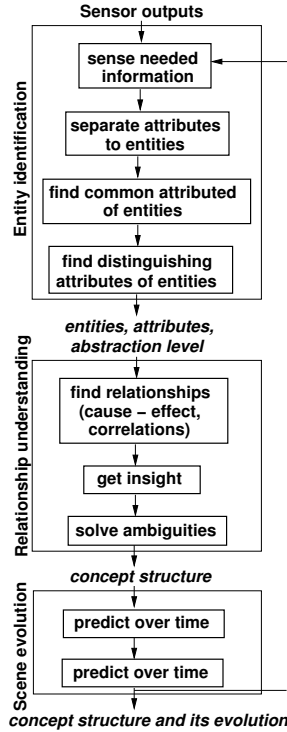 Sensor outputs
Entity identification
sense needed
information
separate attributes
to entities
find common attributed
of entities
find distinguishing
attributes of entities
entities, attributes,
abstraction level
Relationship understanding
find relationships
(cause − effect,
correlations)
get insight
solve ambiguities
concept structure
Scene evolution
predict over time
predict over time
concept structure and its evolution